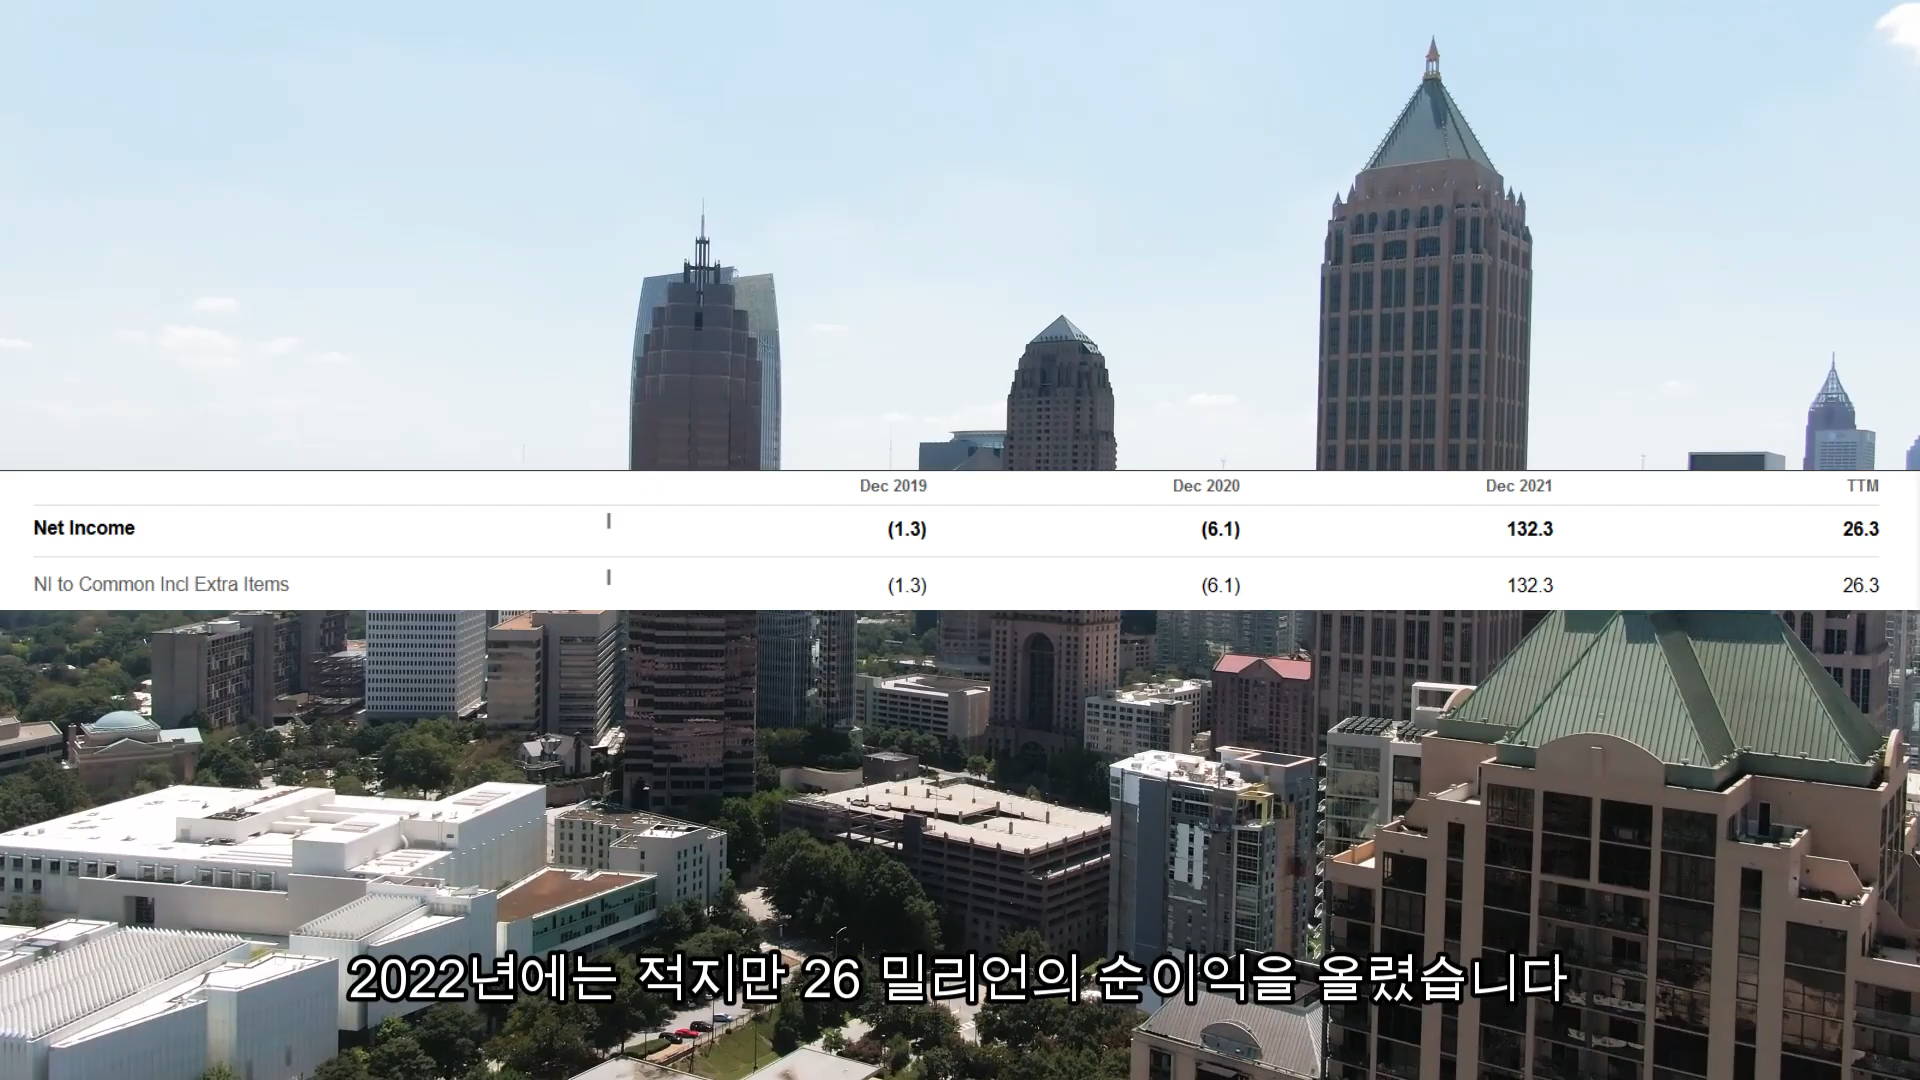 Dec 2019 Dec 2020 Dec 2021 TTM
Net Income (1.3) (6.1) 132.3 26.3
NI to Common Incl Extra Items (1.3) (6.1) 132.3 26.3
2022년에는 적지만 26 밀리언의 순이익을 올렸습니다